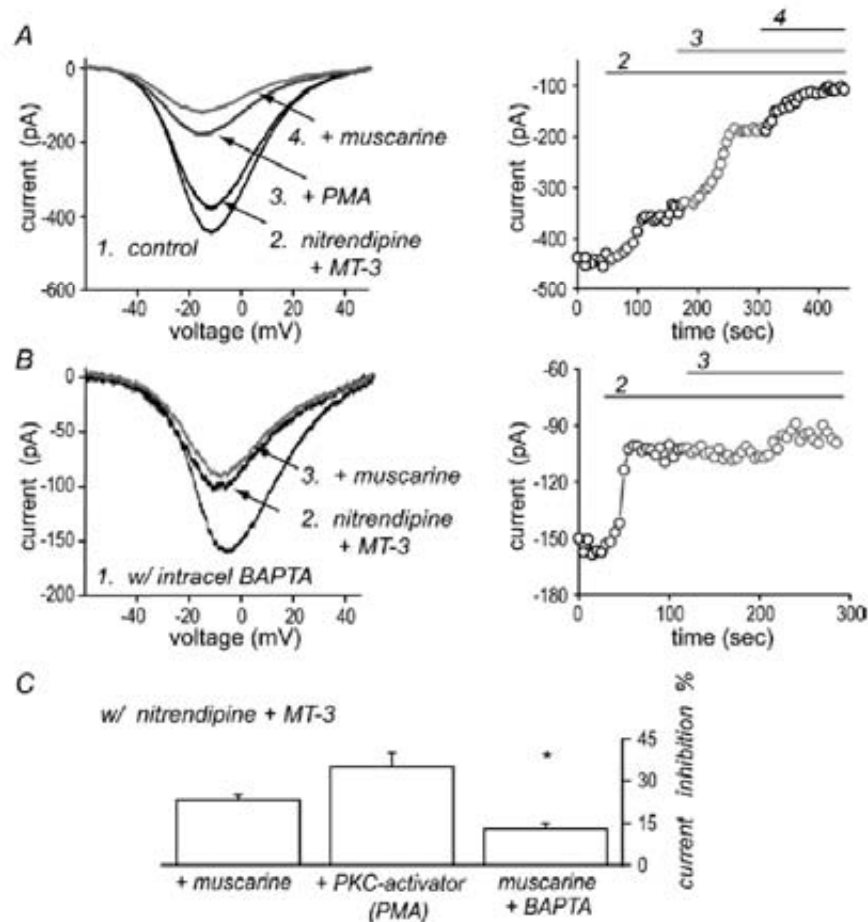 A
0
-200
-400
-600
current (pA)
-40 -20 0 20 40
voltage (mV)
1. control
2. nitrendipine
+ MT-3
3. + PMA
4. + muscarine
-100
-200
-300
-400
-500
current (pA)
0 100 200 300 400
time (sec)
2
3
4
B
0
-50
-100
-150
-200
current (pA)
-40 -20 0 20 40
voltage (mV)
1. w/ intracel BAPTA
2. nitrendipine
+ MT-3
3. + muscarine
-60
-90
-120
-150
-180
current (pA)
0 100 200 300
time (sec)
2
3
C
w/ nitrendipine + MT-3
*
45
30
15
0
current inhibition %
+ muscarine
+ PKC-activator
(PMA)
muscarine
+ BAPTA